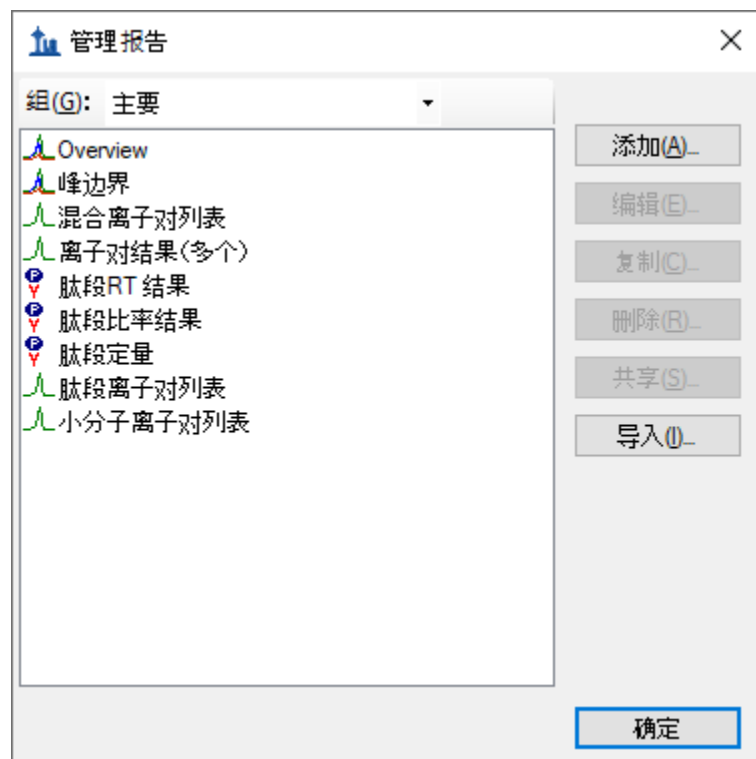 管理报告
组(G): 主要
Overview
峰边界
混合离子对列表
离子对结果(多个)
肽段RT 结果
肽段比率结果
肽段定量
肽段离子对列表
小分子离子对列表
添加(A)...
编辑(E)...
复制(C)...
删除(R)...
共享(S)...
导入(I)...
确定